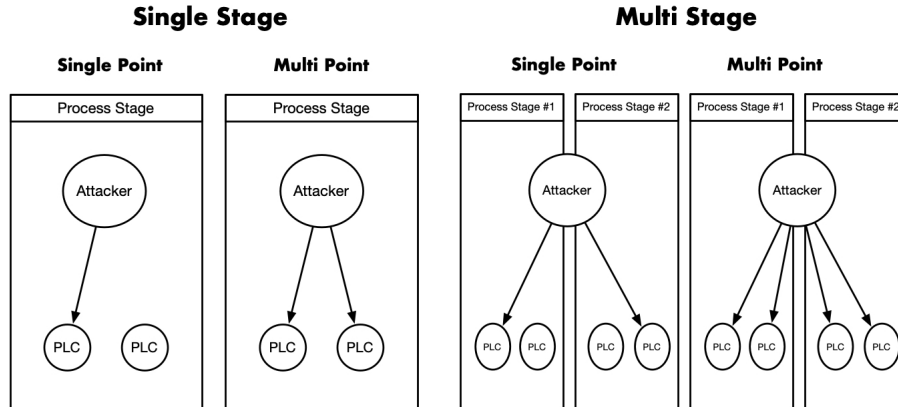 Single Stage
Multi Stage
Single Point
Multi Point
Single Point
Multi Point
Process Stage
Process Stage
Process Stage #1
Process Stage #2
Process Stage #1
Process Stage #2
Attacker
Attacker
Attacker
Attacker
PLC
PLC
PLC
PLC
PLC
PLC
PLC
PLC
PLC
PLC
PLC
PLC